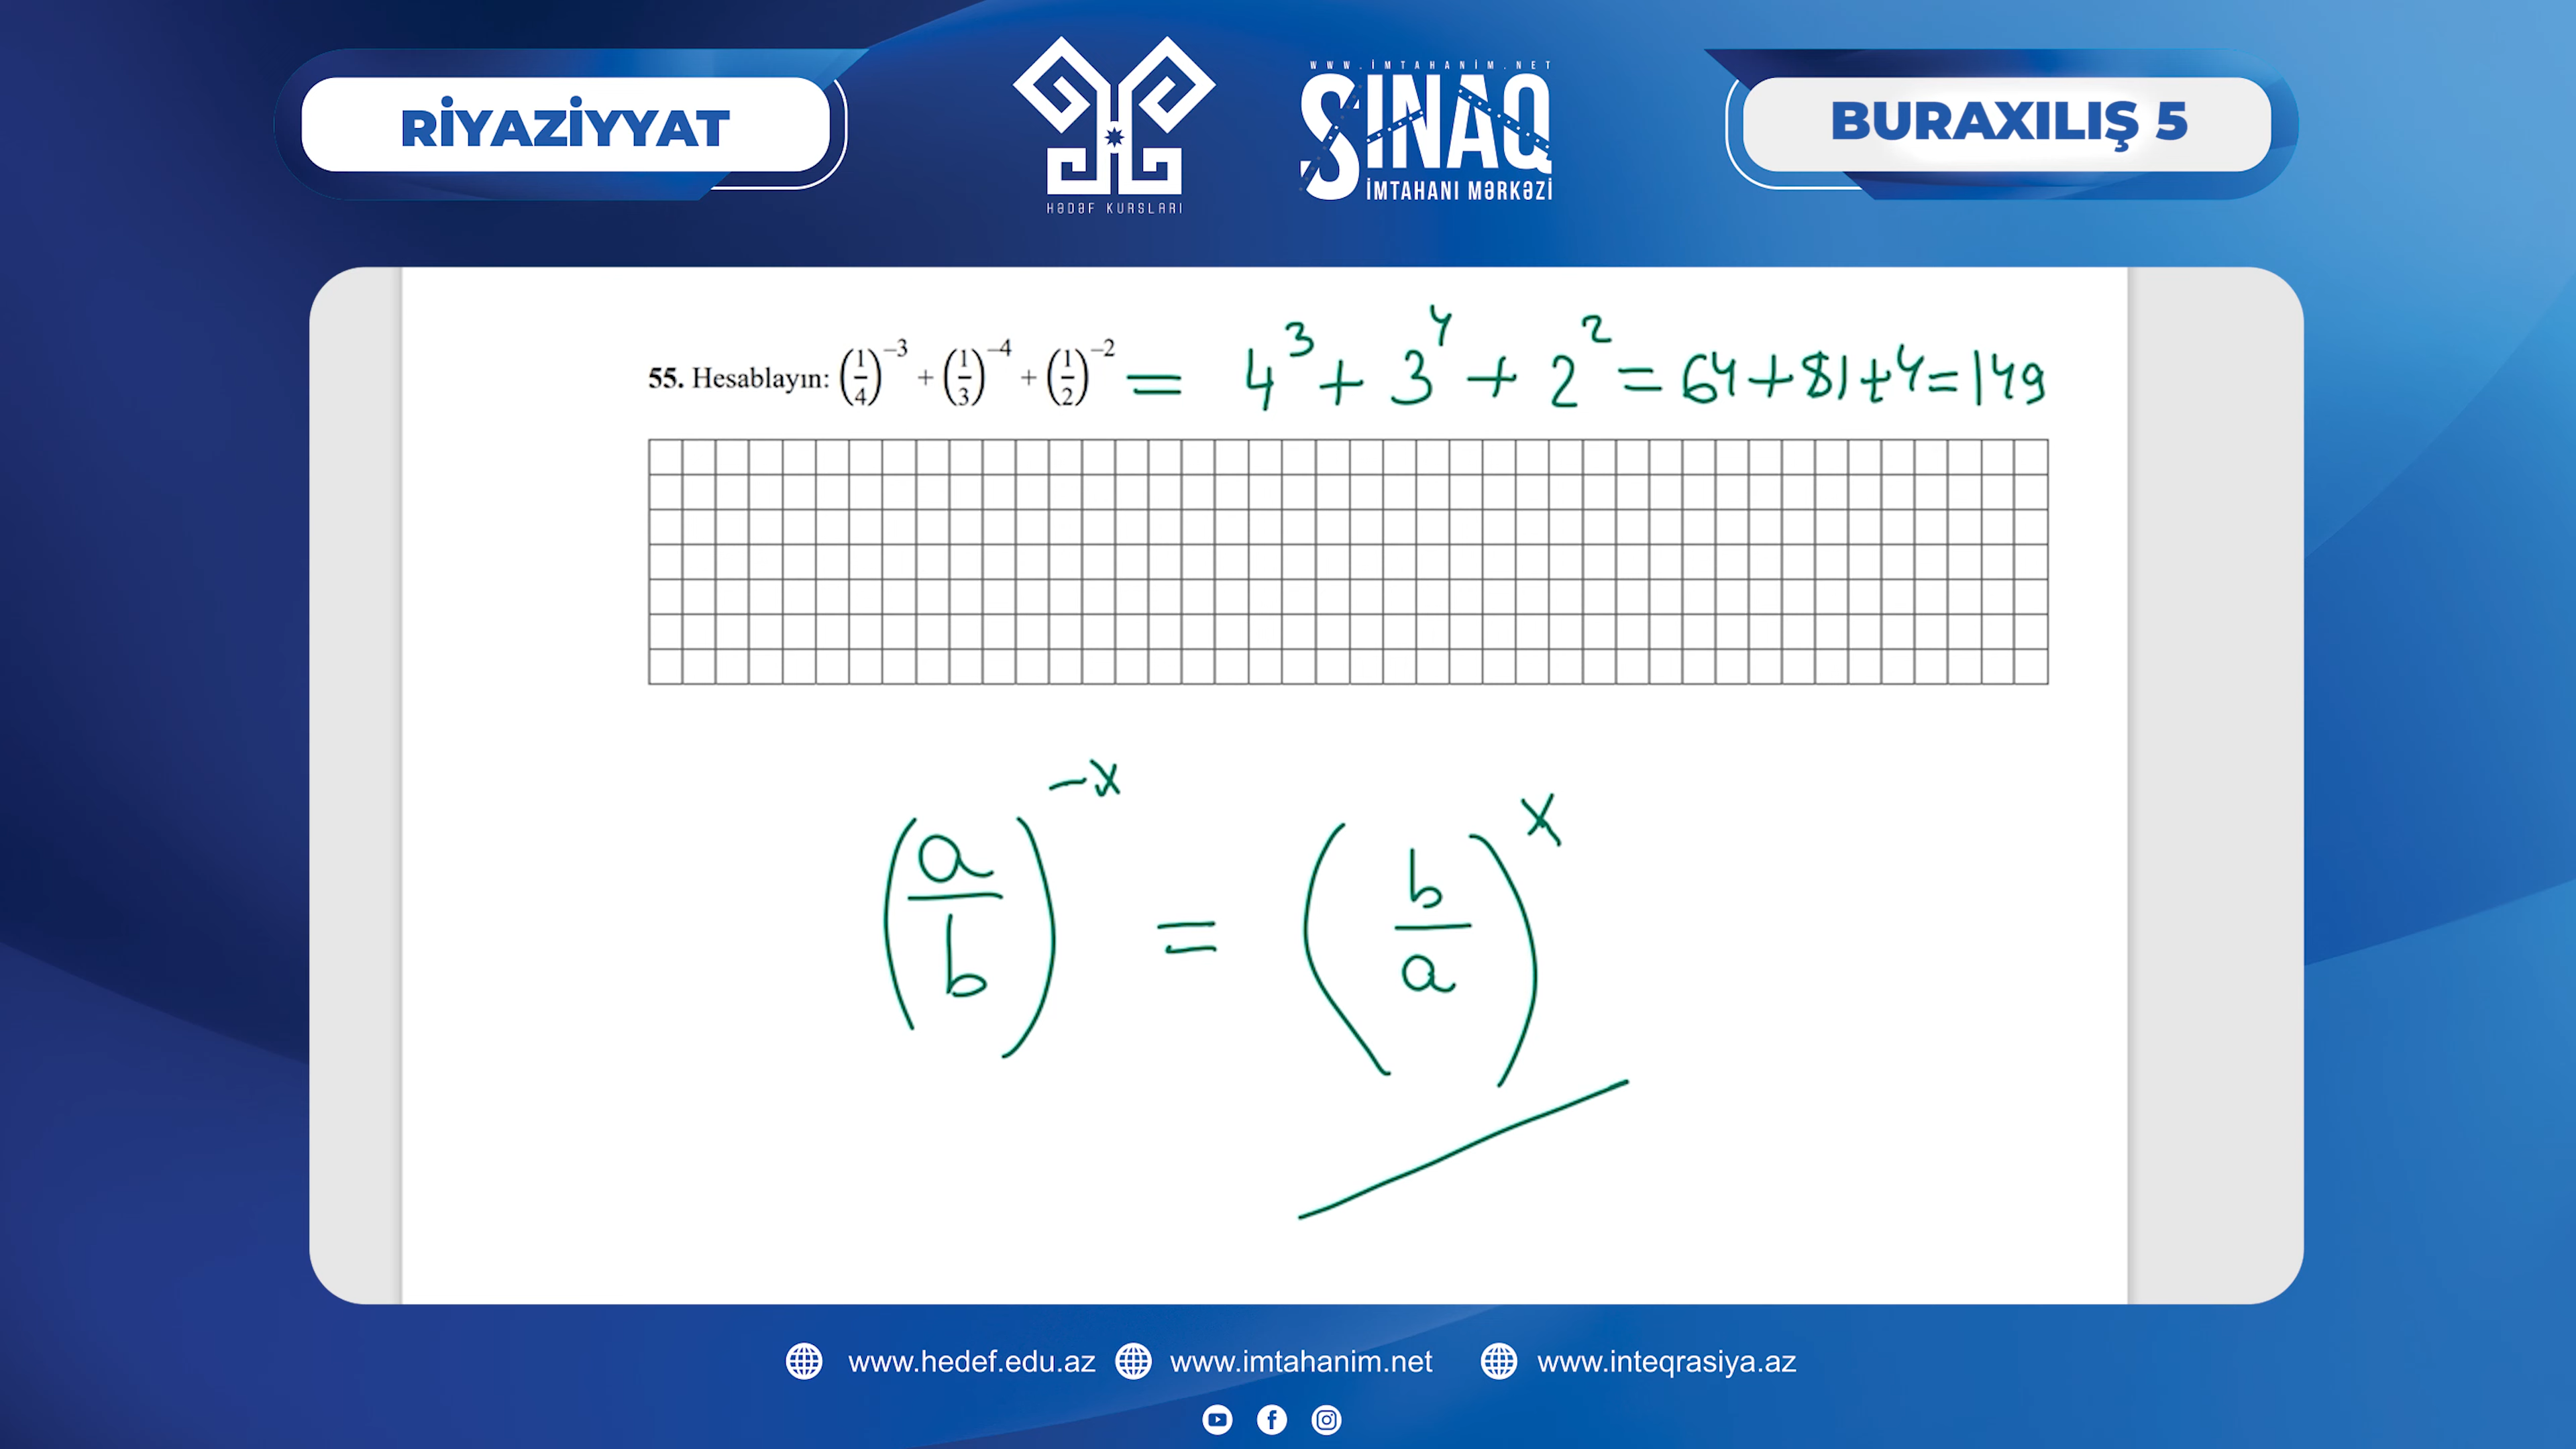 RİYAZİYYAT
HƏDƏF KURSLARI
WWW.İMTAHANİM.NET
SINAQ
İMTAHANI MƏRKƏZİ
BURAXILIŞ 5
55. Hesablayın: (1/4)^–3 + (1/3)^–4 + (1/2)^–2 = 4^3 + 3^4 + 2^2 = 64+81+4=149
(a/b)^-x = (b/a)^x
www.hedef.edu.az www.imtahanim.net www.inteqrasiya.az